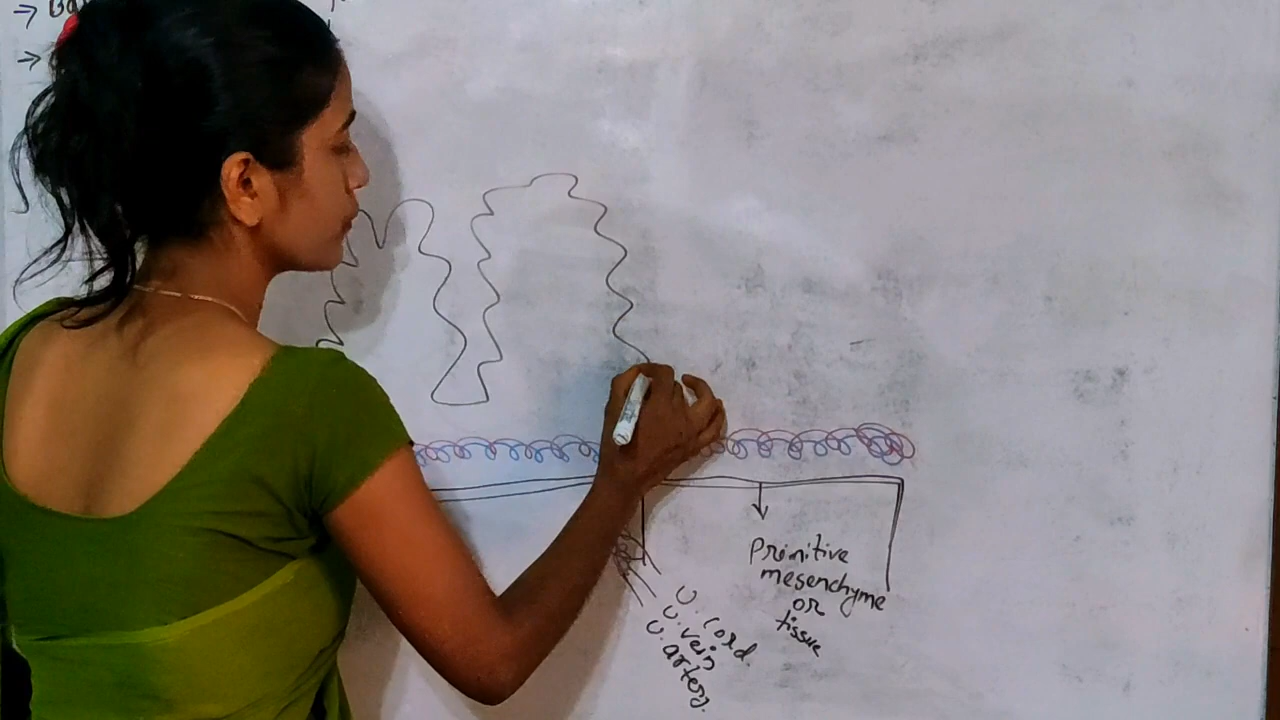 →
→
Primitive
mesenchyme
or
tissue
U. Cord.
U. vein
U. artery.